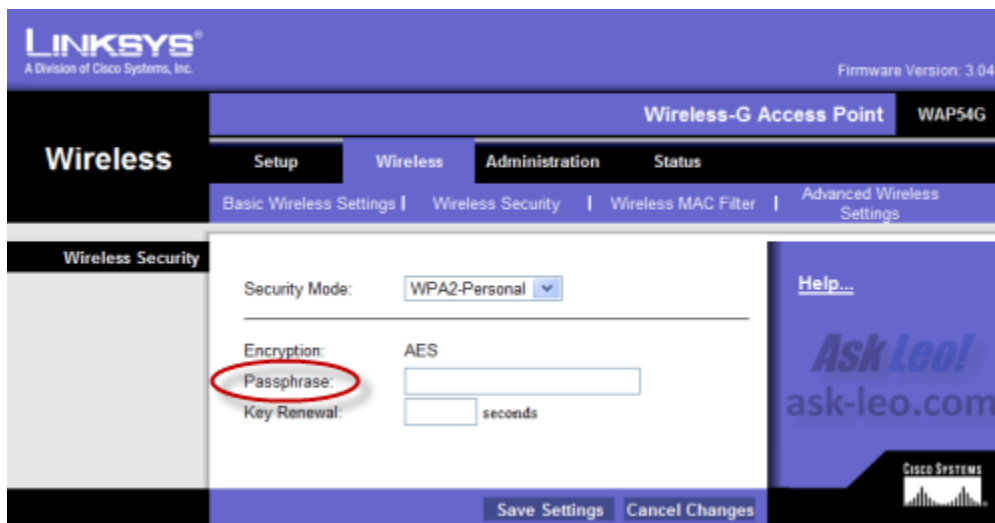 LINKSYS®
A Division of Cisco Systems, Inc.
Firmware Version: 3.04
Wireless-G Access Point WAP54G
Wireless
Setup Wireless Administration Status
Basic Wireless Settings | Wireless Security | Wireless MAC Filter | Advanced Wireless Settings
Wireless Security
Security Mode: WPA2-Personal
Help...
Encryption: AES
Passphrase:
Key Renewal: seconds
Ask Leo!
ask-leo.com
CISCO SYSTEMS
Save Settings Cancel Changes